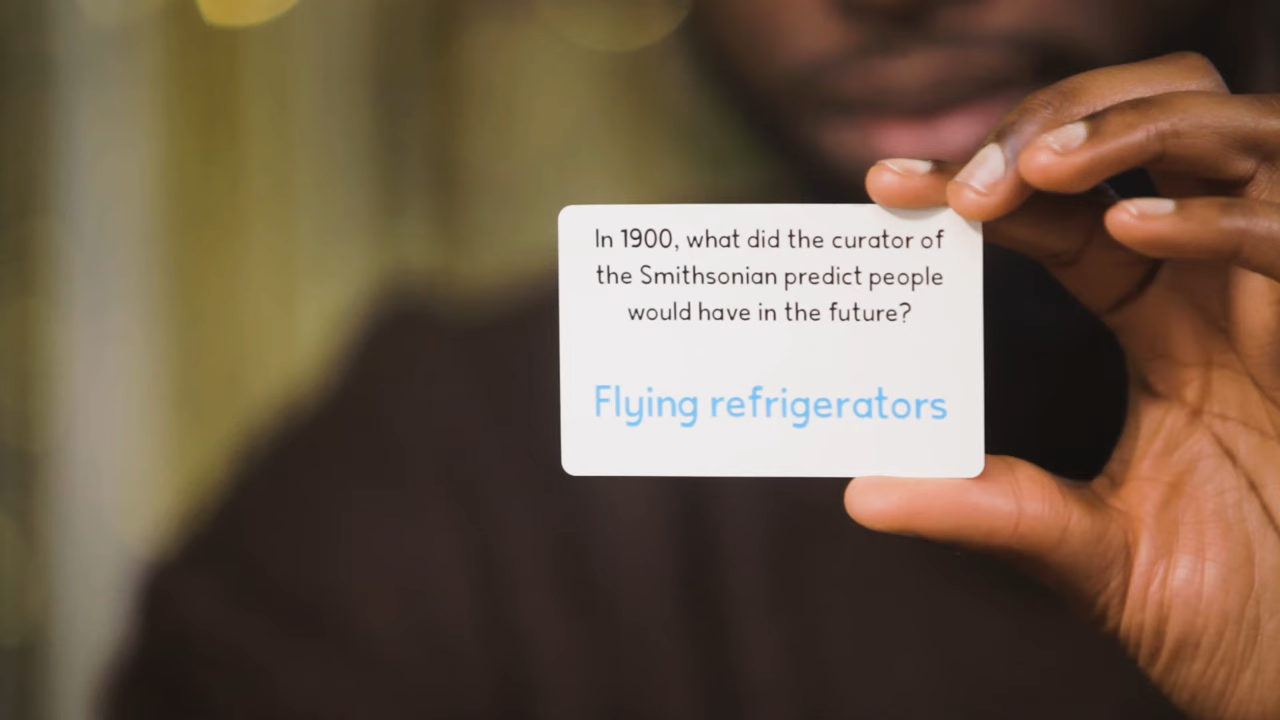 In 1900, what did the curator of
the Smithsonian predict people
would have in the future?
Flying refrigerators